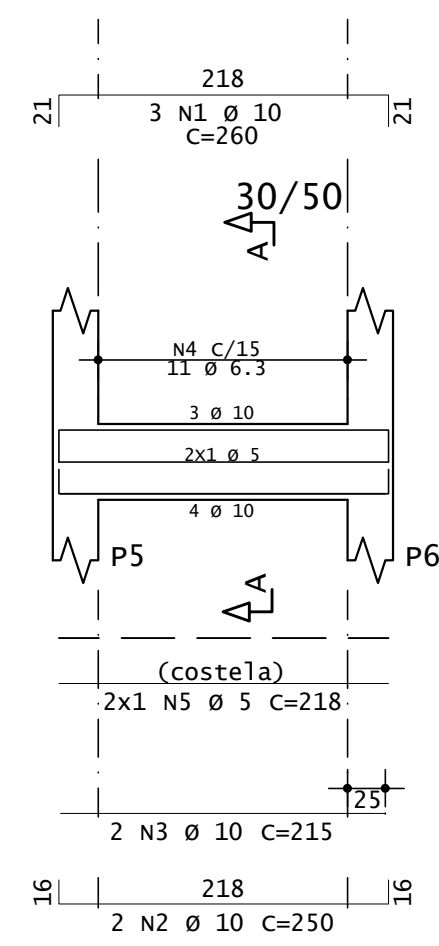 218
21
21
3 N1 Ø 10
C=260
30/50
A
N4 C/15
11 Ø 6.3
3 Ø 10
2X1 Ø 5
4 Ø 10
P5
P6
A
(costela)
2x1 N5 Ø 5 C=218
25
2 N3 Ø 10 C=215
16
218
16
2 N2 Ø 10 C=250